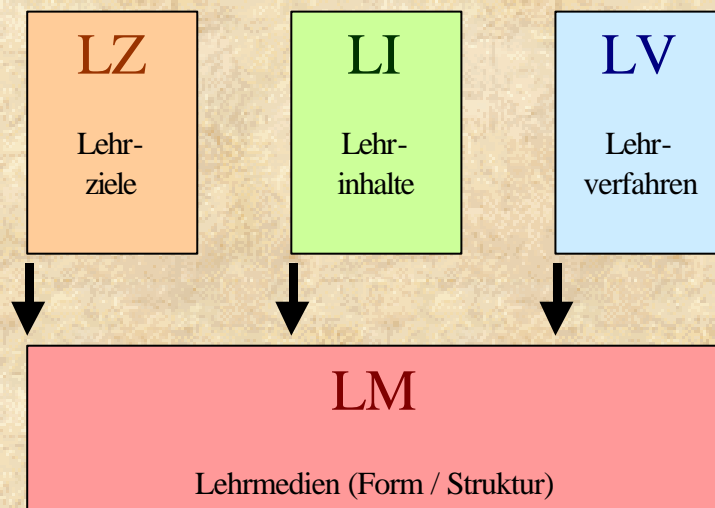 LZ
Lehr-
ziele
LI
Lehr-
inhalte
LV
Lehr-
verfahren
LM
Lehrmedien (Form / Struktur)